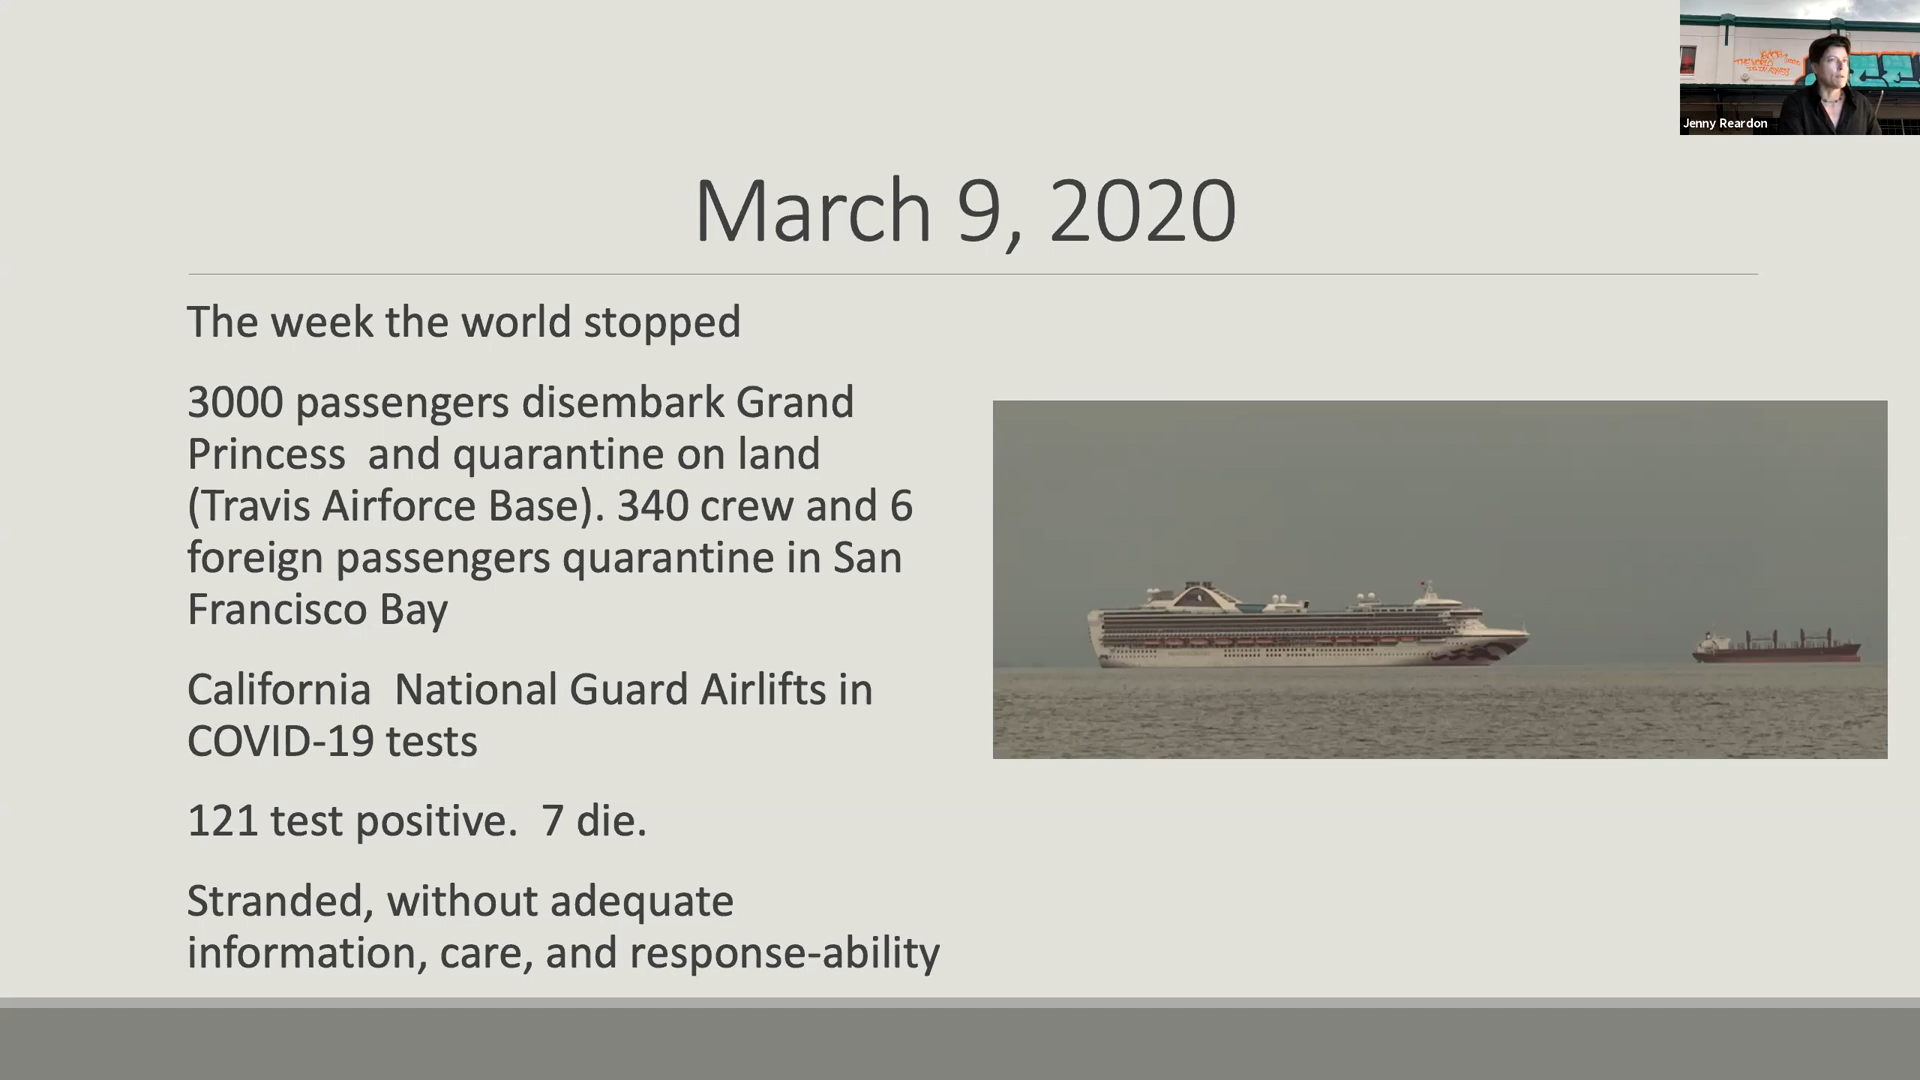 Jenny Reardon
March 9, 2020
The week the world stopped
3000 passengers disembark Grand
Princess  and quarantine on land
(Travis Airforce Base). 340 crew and 6
foreign passengers quarantine in San
Francisco Bay
California  National Guard Airlifts in
COVID-19 tests
121 test positive.  7 die.
Stranded, without adequate
information, care, and response-ability